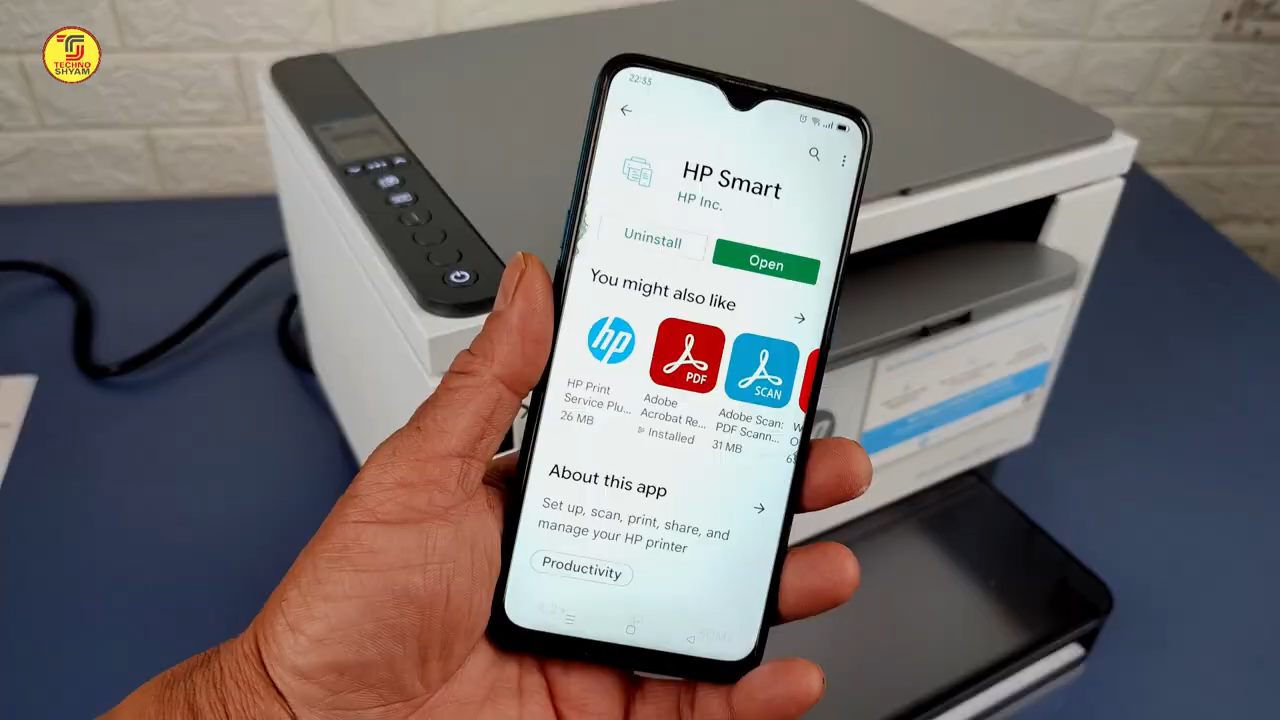 TECHNO
SHYAM
22:33
HP Smart
HP Inc.
Uninstall
Open
You might also like
hp
PDF
SCAN
HP Print
Service Plu...
26 MB
Adobe
Acrobat Re...
Installed
Adobe Scan:
PDF Scann...
31 MB
About this app
Set up, scan, print, share, and
manage your HP printer
Productivity